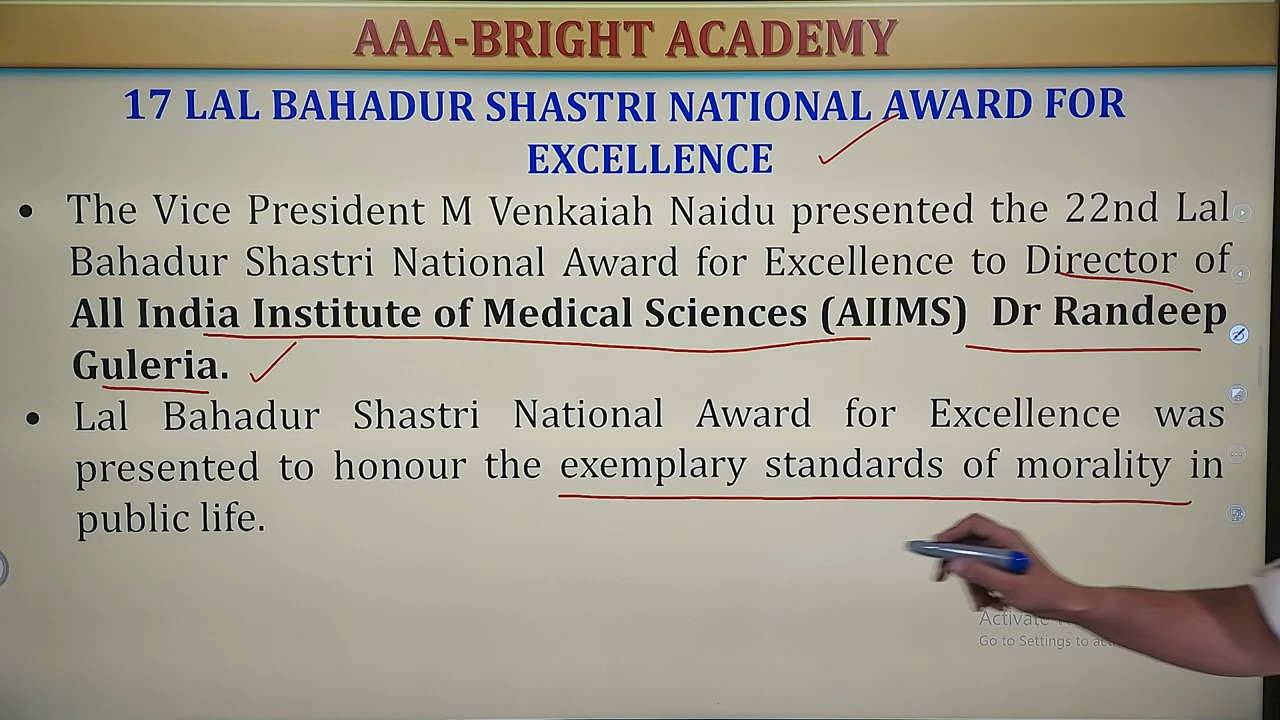 AAA-BRIGHT ACADEMY
17 LAL BAHADUR SHASTRI NATIONAL AWARD FOR
EXCELLENCE
• The Vice President M Venkaiah Naidu presented the 22nd Lal
Bahadur Shastri National Award for Excellence to Director of
All India Institute of Medical Sciences (AIIMS) Dr Randeep
Guleria.
• Lal Bahadur Shastri National Award for Excellence was
presented to honour the exemplary standards of morality in
public life.
Activate
Go to Settings to